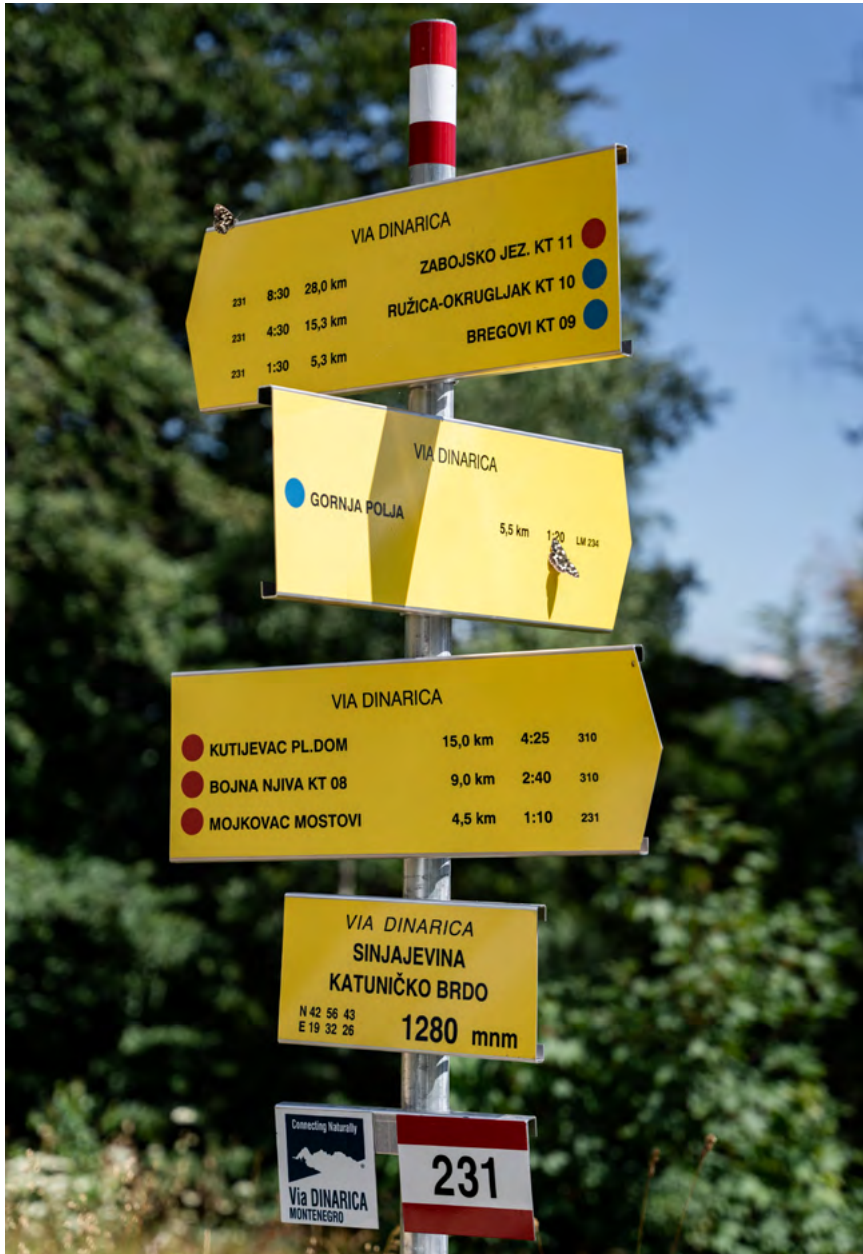 VIA DINARICA
231 8:30 28,0 km ZABOJSKO JEZ. KT 11
231 4:30 15,3 km RUŽICA-OKRUGLJAK KT 10
231 1:30 5,3 km BREGOVI KT 09
VIA DINARICA
GORNJA POLJA 5,5 km 1:20 LM 234
VIA DINARICA
KUTIJEVAC PL.DOM 15,0 km 4:25 310
BOJNA NJIVA KT 08 9,0 km 2:40 310
MOJKOVAC MOSTOVI 4,5 km 1:10 231
VIA DINARICA
SINJAJEVINA
KATUNIČKO BRDO
N 42 56 43
E 19 32 26
1280 mnm
Connecting Naturally
Via DINARICA
MONTENEGRO
231